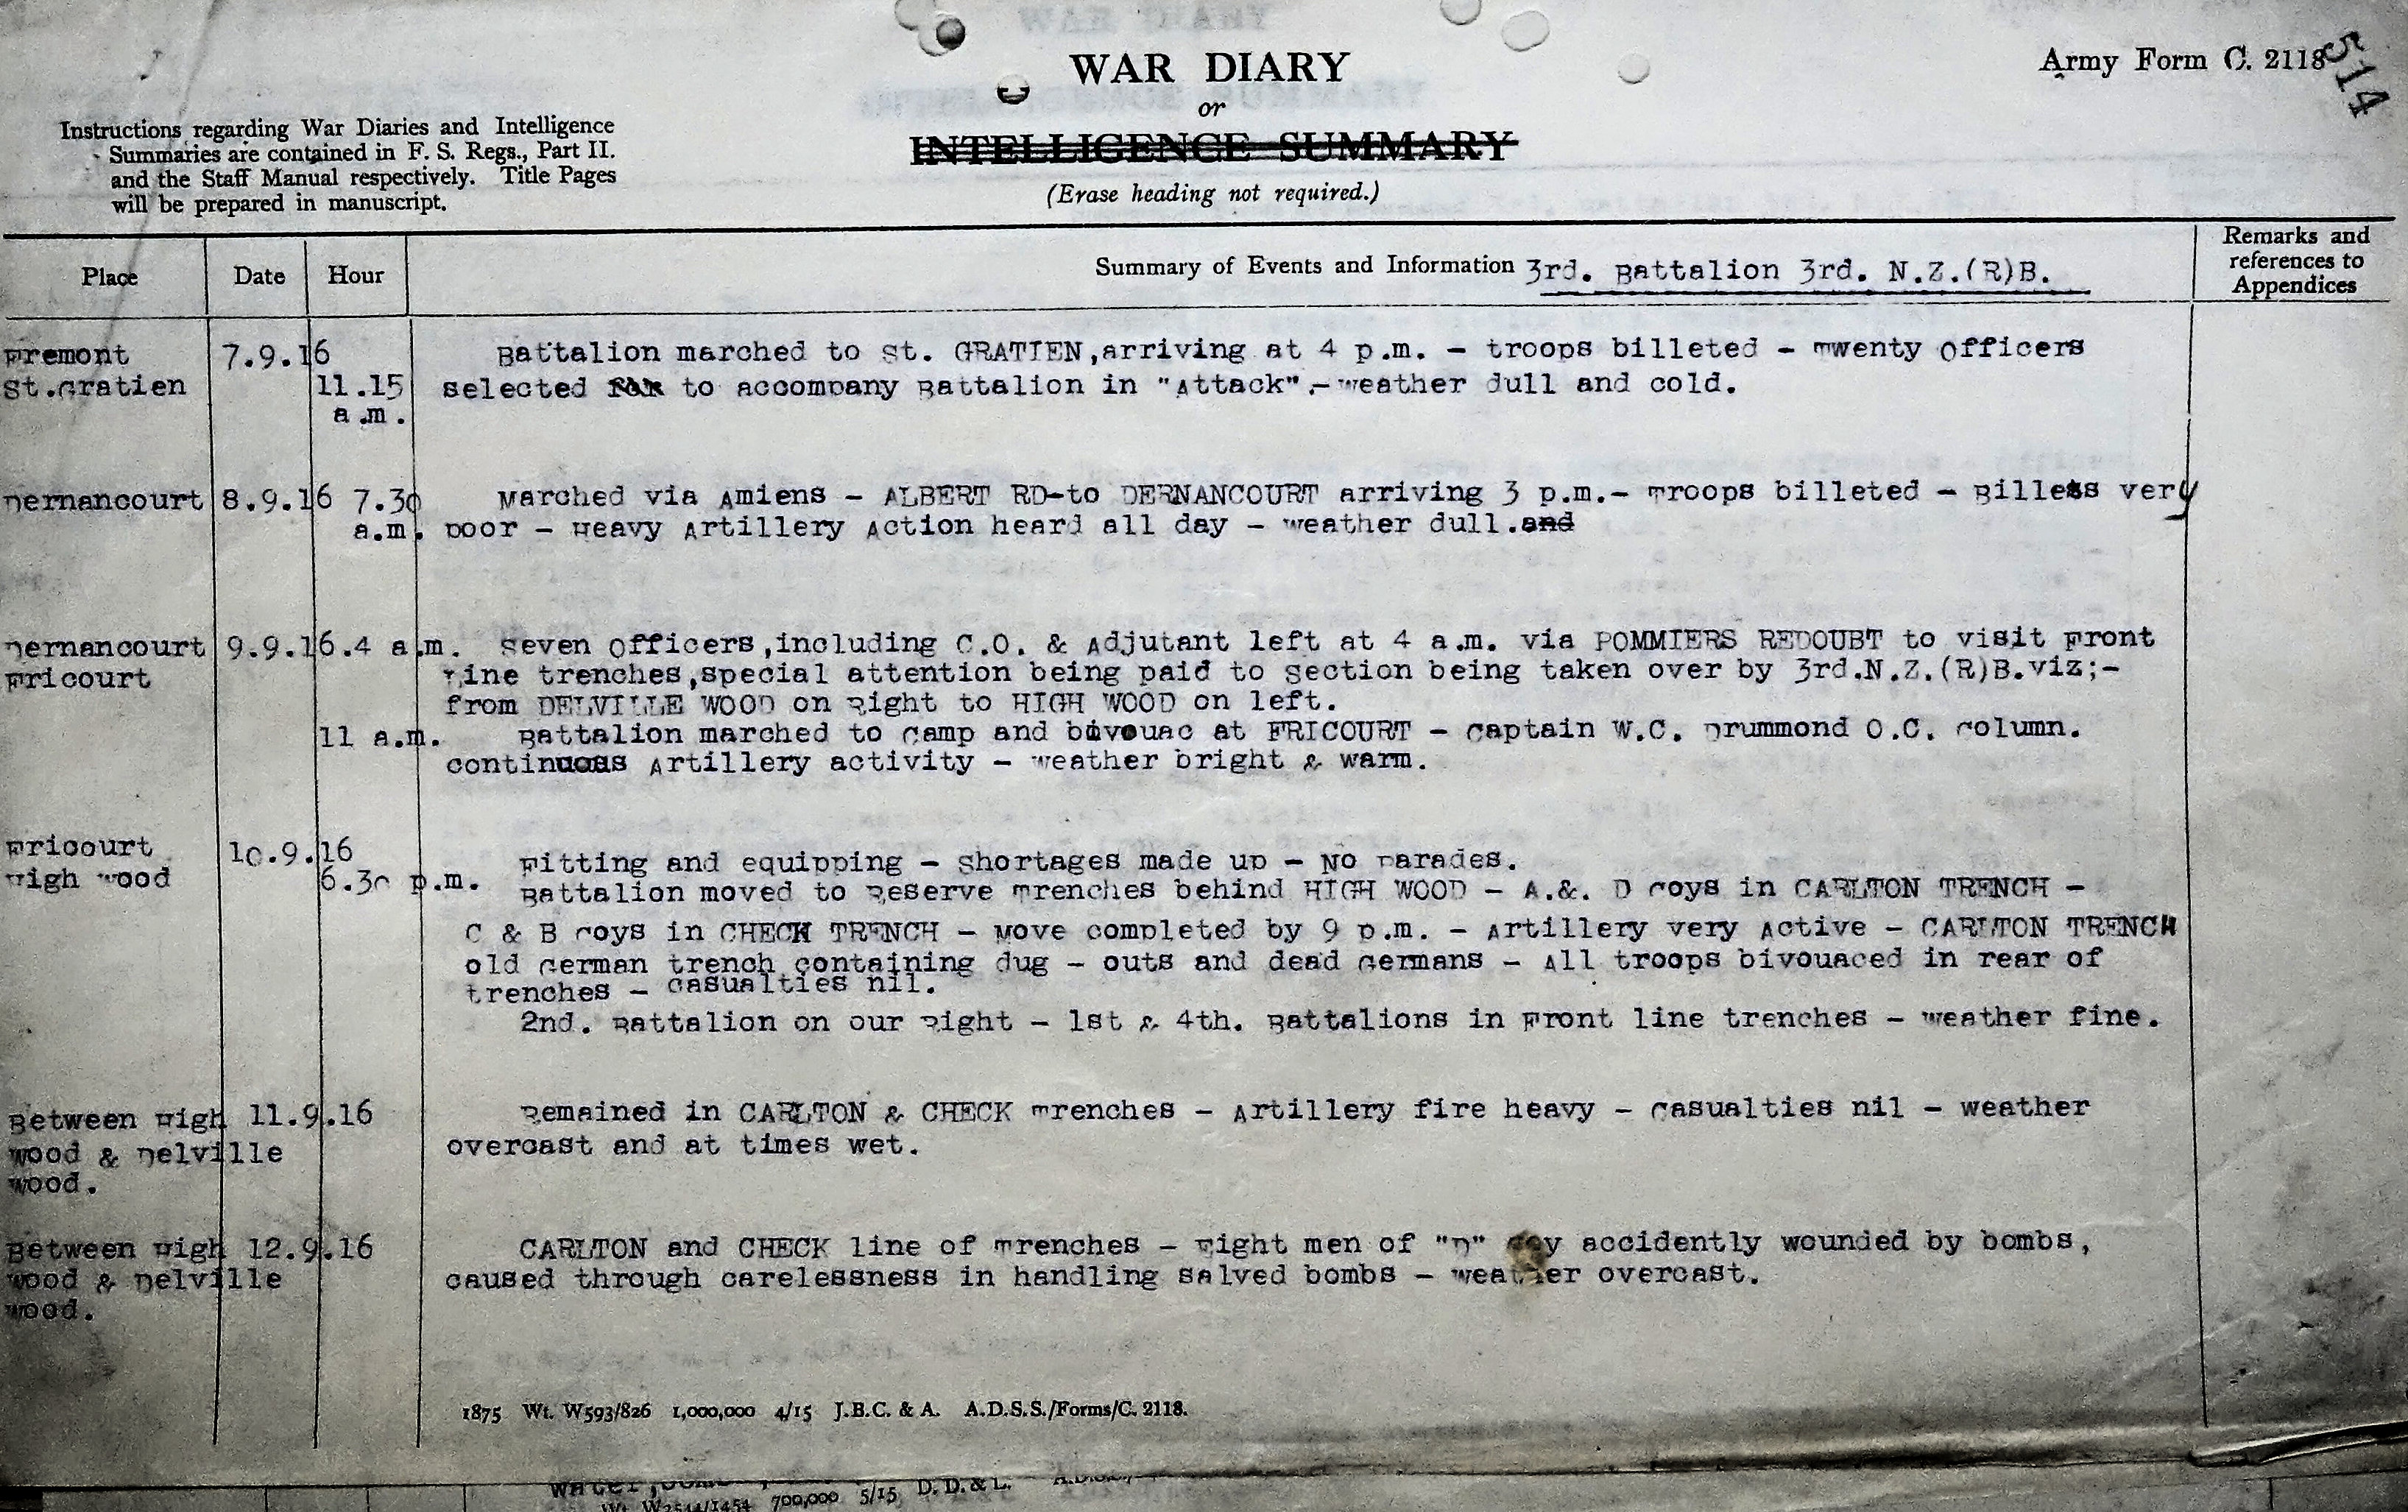 WAR DIARY
or
INTELLIGENCE SUMMARY
(Erase heading not required.)
Army Form C. 2118
514
Instructions regarding War Diaries and Intelligence
Summaries are contained in F. S. Regs., Part II.
and the Staff Manual respectively. Title Pages
will be prepared in manuscript.
Place Date Hour Summary of Events and Information 3rd. Battalion 3rd. N.Z.(R)B. Remarks and
references to
Appendices
Fremont 7.9.16 Battalion marched to St. GRATIEN,arriving at 4 p.m. - troops billeted - Twenty Officers
St.Gratien 11.15 selected to accompany Battalion in "Attack".-Weather dull and cold.
a.m.
Dernancourt 8.9.16 7.30 Marched via Amiens - ALBERT RD-to DERNANCOURT arriving 3 p.m.- Troops billeted - Billets very
a.m. poor - Heavy Artillery Action heard all day - Weather dull.and
Dernancourt 9.9.16.4 a.m. Seven Officers,including C.O. & Adjutant left at 4 a.m. via POMMIERS REDOUBT to visit Front
Fricourt Line trenches,special attention being paid to section being taken over by 3rd.N.Z.(R)B.viz;-
from DELVILLE WOOD on Right to HIGH WOOD on left.
11 a.m. Battalion marched to Camp and bivouac at FRICOURT - Captain W.C. Drummond O.C. Column.
continuous Artillery activity - Weather bright & warm.
Fricourt 10.9.16 Fitting and equipping - Shortages made up - No Parades.
High Wood 6.30 p.m. Battalion moved to Reserve Trenches behind HIGH WOOD - A.&. D Coys in CARLTON TRENCH -
C & B Coys in CHECK TRENCH - Move completed by 9 p.m. - Artillery very Active - CARLTON TRENCH
old German trench containing dug - outs and dead Germans - All troops bivouaced in rear of
trenches - Casualties nil.
2nd. Battalion on our Right - 1st & 4th. Battalions in Front line trenches - Weather fine.
Between High 11.9.16 Remained in CARLTON & CHECK Trenches - Artillery fire heavy - Casualties nil - Weather
Wood & Delville overcast and at times wet.
Wood.
Between High 12.9.16 CARLTON and CHECK line of Trenches - Eight men of "D" Coy accidently wounded by bombs,
Wood & Delville caused through carelessness in handling salved bombs - Weather overcast.
Wood.
1875 Wt. W593/826 1,000,000 4/15 J.B.C. & A. A.D.S.S./Forms/C. 2118.
Wt. W2544/1454 700,000 5/15 D. D. & L.